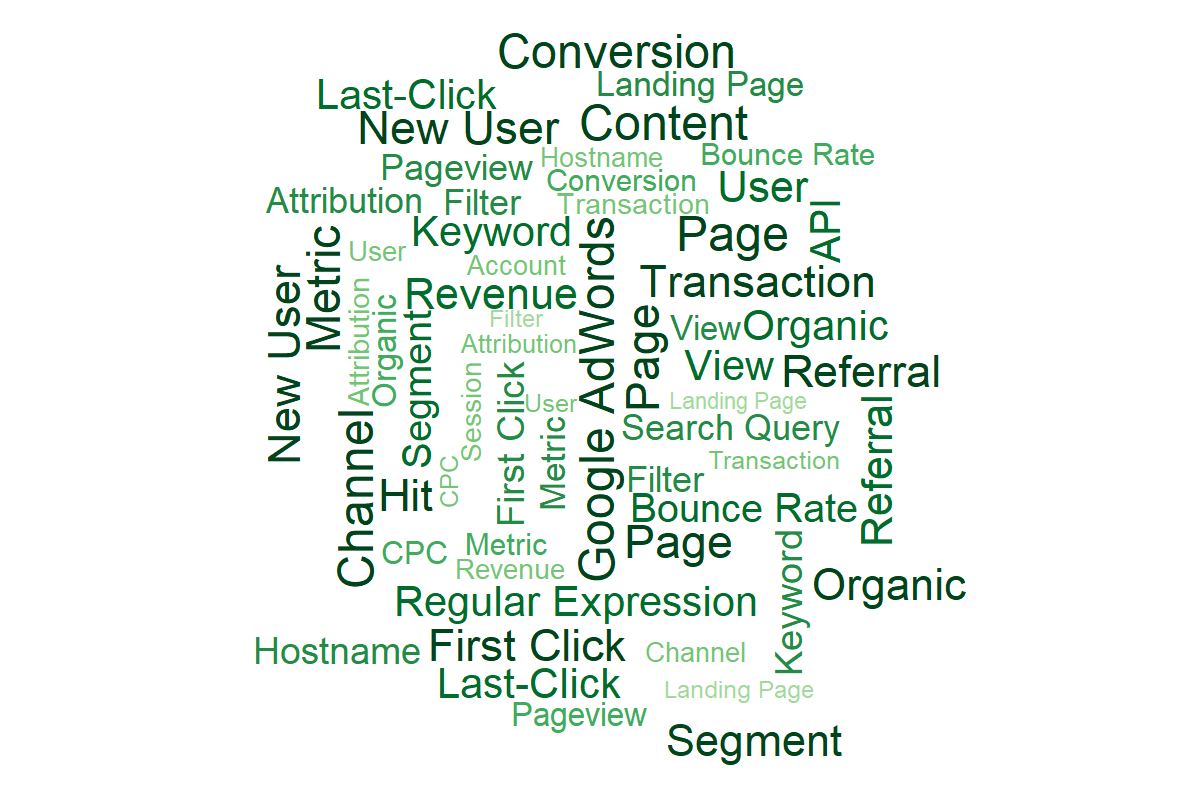 Conversion
Landing Page
Last-Click
New User
Content
Pageview
Hostname
Bounce Rate
Conversion
User
Attribution
Filter
Transaction
API
Keyword
Page
Metric
User
Account
New User
Google AdWords
Transaction
Attribution
Organic
Revenue
Segment
Filter
Page
View
Organic
Attribution
View
Referral
Session
First Click
User
Landing Page
Referral
Channel
Metric
Search Query
Transaction
CPC
Hit
Filter
Bounce Rate
CPC
Metric
Page
Keyword
Revenue
Organic
Regular Expression
Hostname
First Click
Channel
Last-Click
Landing Page
Pageview
Segment